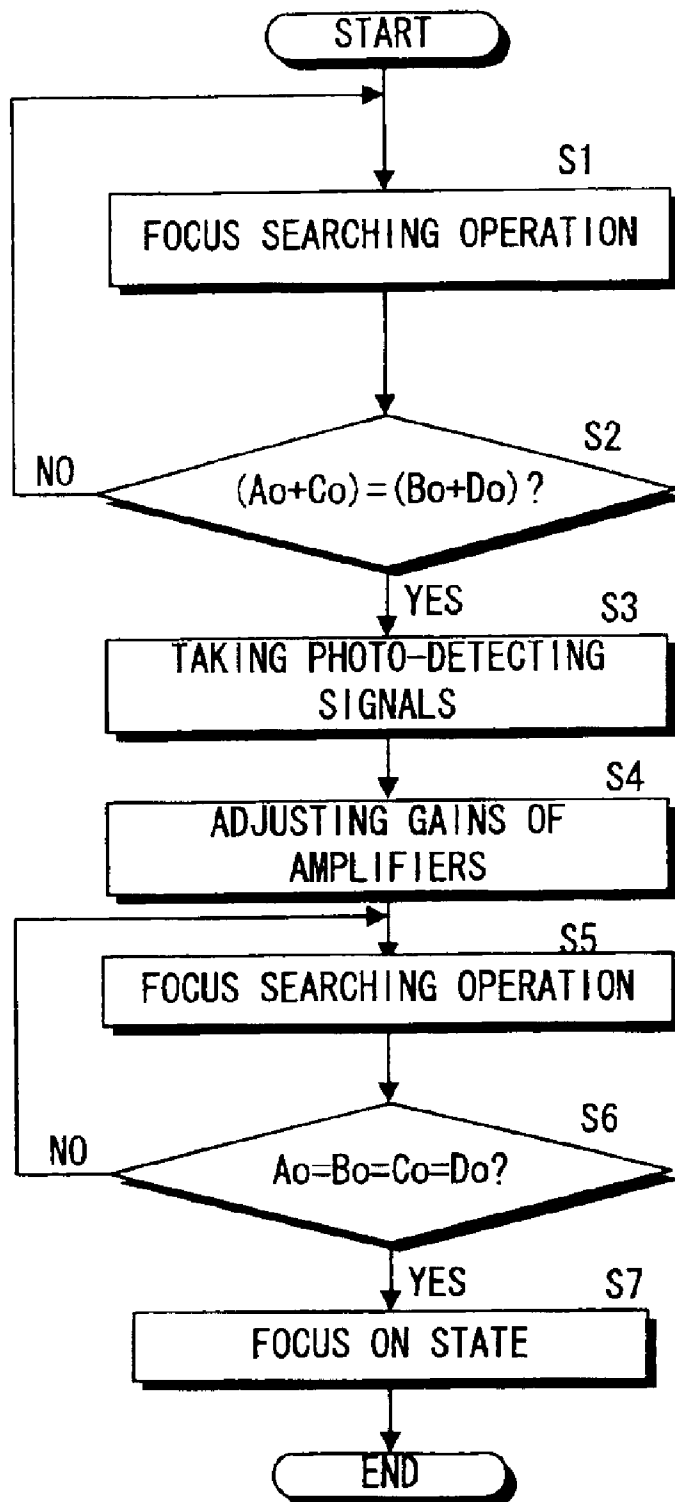 START
S1
FOCUS SEARCHING OPERATION
S2
NO
(Ao+Co)=(Bo+Do)?
YES
S3
TAKING PHOTO-DETECTING
SIGNALS
S4
ADJUSTING GAINS OF
AMPLIFIERS
S5
FOCUS SEARCHING OPERATION
S6
NO
Ao=Bo=Co=Do?
YES
S7
FOCUS ON STATE
END